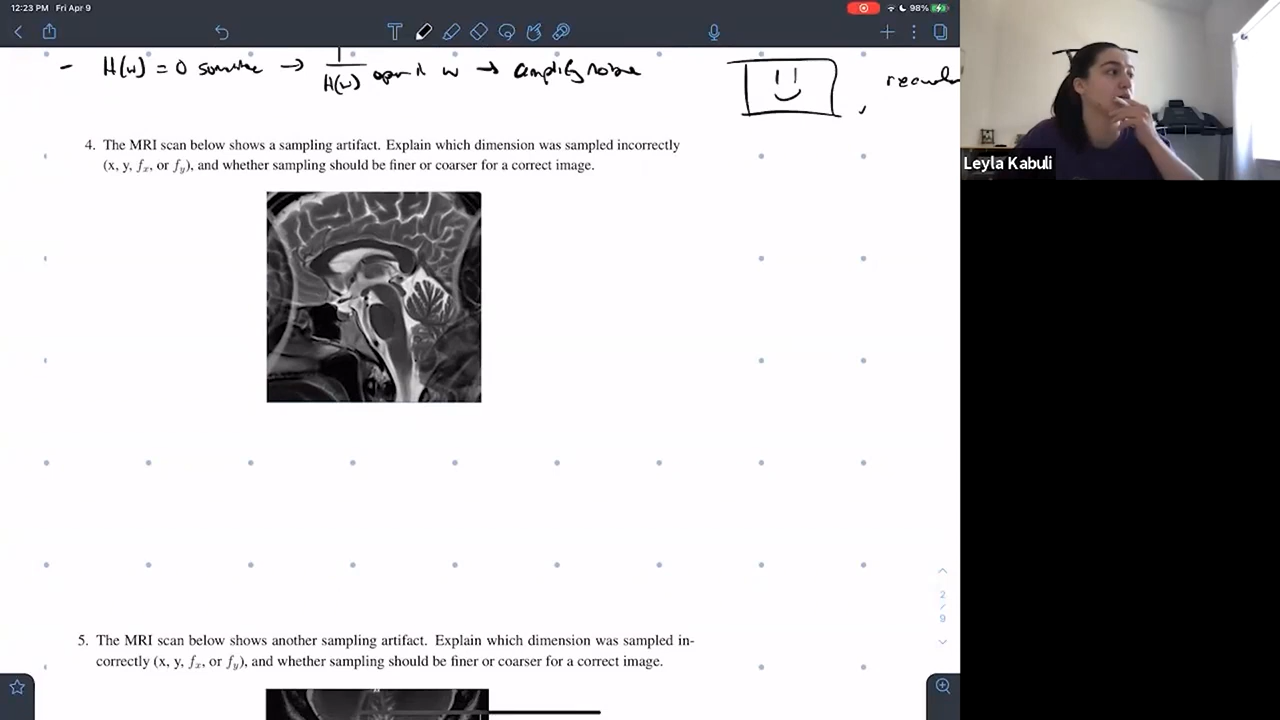 12:23 PM Fri Apr 9
98%
- H(w) = 0 → 1/H(w) → amplify noise
4. The MRI scan below shows a sampling artifact. Explain which dimension was sampled incorrectly
(x, y, fx, or fy), and whether sampling should be finer or coarser for a correct image.
Leyla Kabuli
2
/
9
5. The MRI scan below shows another sampling artifact. Explain which dimension was sampled in-
correctly (x, y, fx, or fy), and whether sampling should be finer or coarser for a correct image.